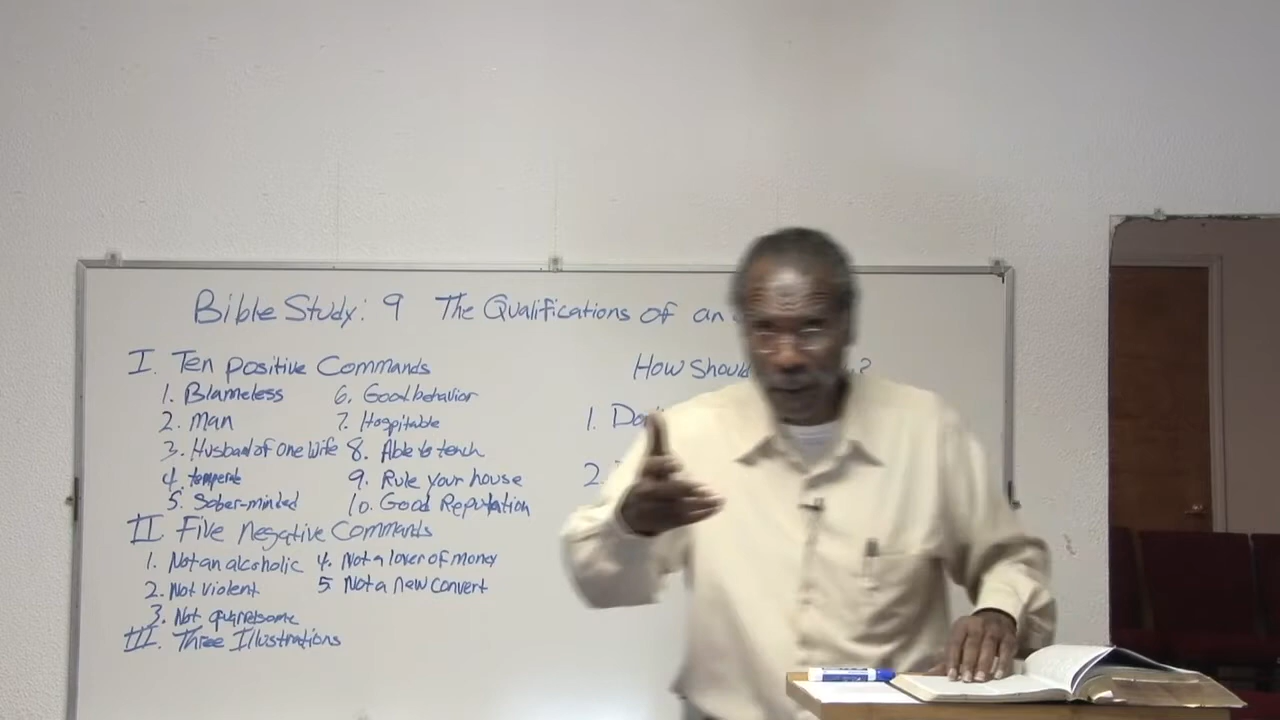 Bible Study: 9 The Qualifications of an
I. Ten Positive Commands
1. Blameless 6. Good behavior
2. Man 7. Hospitable
3. Husband of one wife 8. Able to teach
4. temperate 9. Rule your house
5. Sober-minded 10. Good Reputation
II. Five Negative Commands
1. Not an alcoholic 4. Not a lover of money
2. Not violent 5 Not a new convert
3. Not quarrelsome
III. Three Illustrations
How Should ?
1.
2.